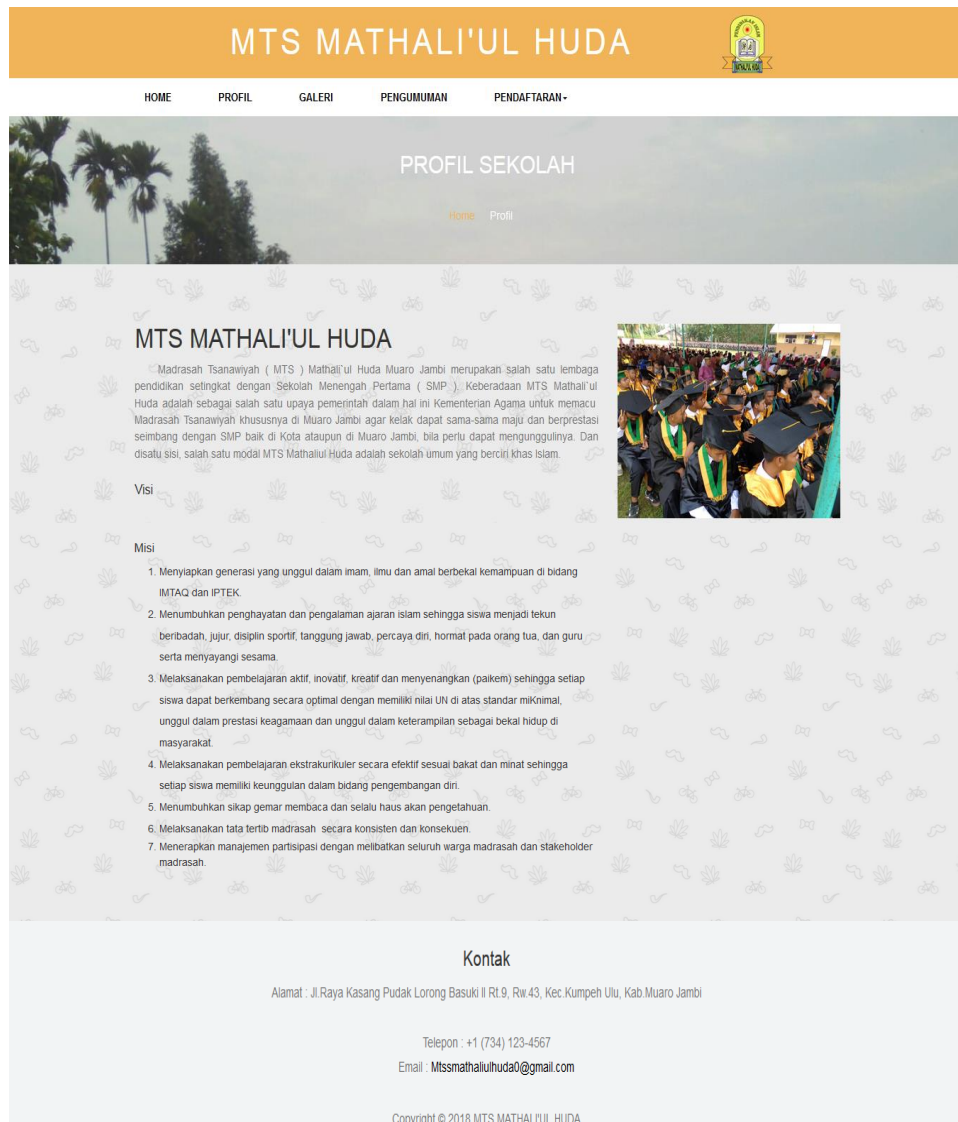 MTS MATHALI'UL HUDA
MATHALI'UL HUDA
HOME PROFIL GALERI PENGUMUMAN PENDAFTARAN
PROFIL SEKOLAH
Home Profil
MTS MATHALI'UL HUDA
Madrasah Tsanawiyah ( MTS ) Mathali`ul Huda Muaro Jambi merupakan salah satu lembaga
pendidikan setingkat dengan Sekolah Menengah Pertama ( SMP ). Keberadaan MTS Mathali`ul
Huda adalah sebagai salah satu upaya pemerintah dalam hal ini Kementerian Agama untuk memacu
Madrasah Tsanawiyah khususnya di Muaro Jambi agar kelak dapat sama-sama maju dan berprestasi
seimbang dengan SMP baik di Kota ataupun di Muaro Jambi, bila perlu dapat mengunggulinya. Dan
disatu sisi, salah satu modal MTS Mathaliul Huda adalah sekolah umum yang berciri khas Islam.
Visi
Misi
1. Menyiapkan generasi yang unggul dalam imam, ilmu dan amal berbekal kemampuan di bidang
IMTAQ dan IPTEK.
2. Menumbuhkan penghayatan dan pengalaman ajaran islam sehingga siswa menjadi tekun
beribadah, jujur, disiplin sportif, tanggung jawab, percaya diri, hormat pada orang tua, dan guru
serta menyayangi sesama.
3. Melaksanakan pembelajaran aktif, inovatif, kreatif dan menyenangkan (paikem) sehingga setiap
siswa dapat berkembang secara optimal dengan memiliki nilai UN di atas standar miKnimal,
unggul dalam prestasi keagamaan dan unggul dalam keterampilan sebagai bekal hidup di
masyarakat.
4. Melaksanakan pembelajaran ekstrakurikuler secara efektif sesuai bakat dan minat sehingga
setiap siswa memiliki keunggulan dalam bidang pengembangan diri.
5. Menumbuhkan sikap gemar membaca dan selalu haus akan pengetahuan.
6. Melaksanakan tata tertib madrasah secara konsisten dan konsekuen.
7. Menerapkan manajemen partisipasi dengan melibatkan seluruh warga madrasah dan stakeholder
madrasah.
Kontak
Alamat : Jl.Raya Kasang Pudak Lorong Basuki II Rt.9, Rw.43, Kec.Kumpeh Ulu, Kab.Muaro Jambi
Telepon : +1 (734) 123-4567
Email : Mtssmathaliulhuda0@gmail.com
Copyright © 2018 MTS MATHALI'UL HUDA